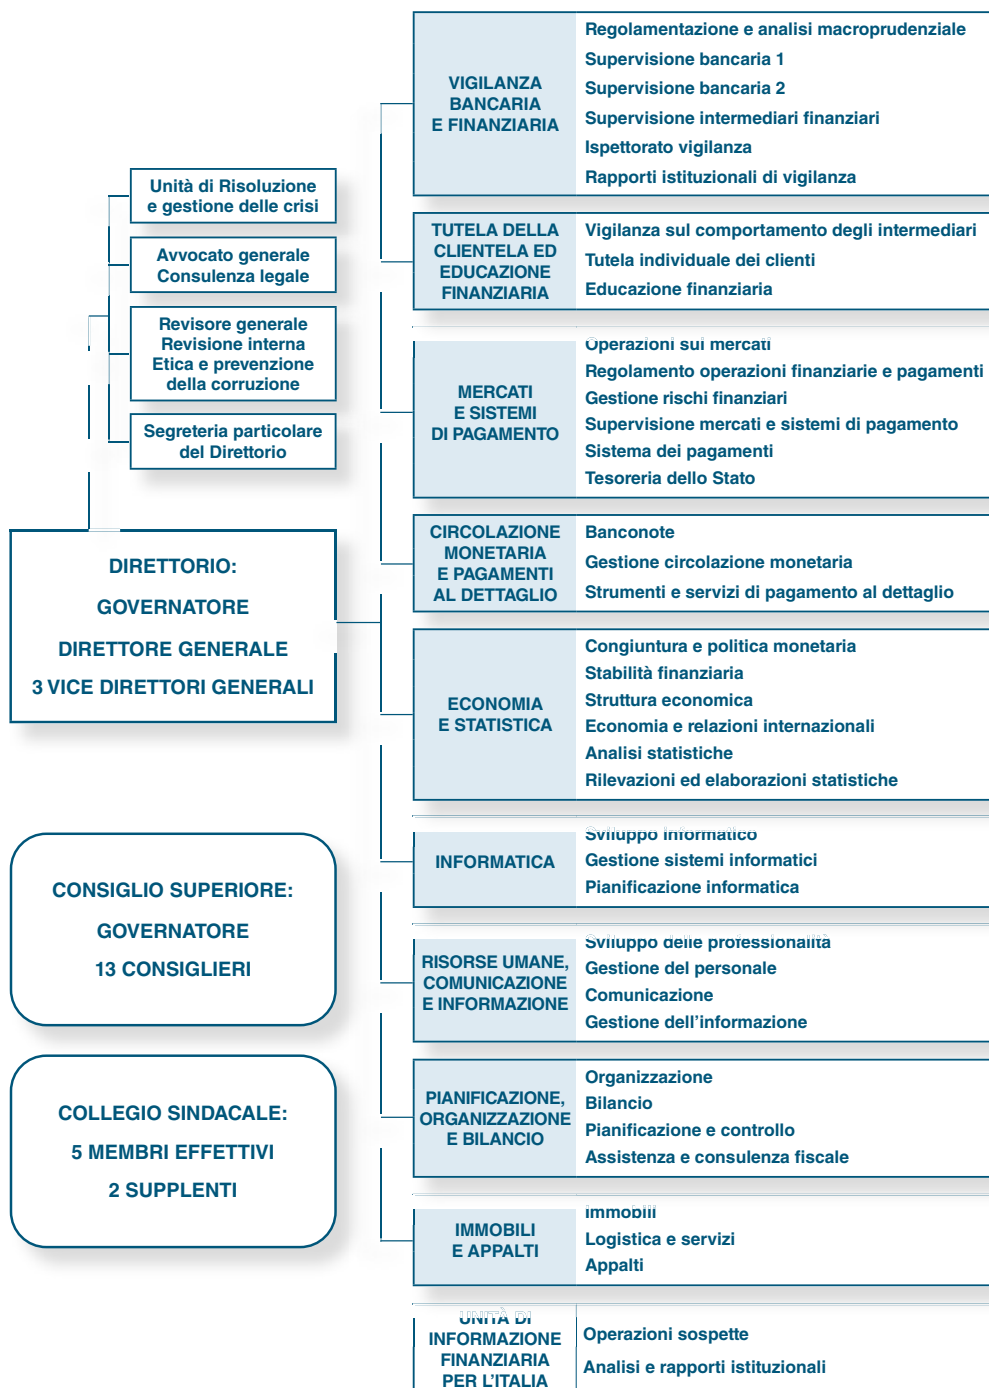 Unità di Risoluzione
e gestione delle crisi
Avvocato generale
Consulenza legale
Revisore generale
Revisione interna
Etica e prevenzione
della corruzione
Segreteria particolare
del Direttorio
DIRETTORIO:
GOVERNATORE
DIRETTORE GENERALE
3 VICE DIRETTORI GENERALI
CONSIGLIO SUPERIORE:
GOVERNATORE
13 CONSIGLIERI
COLLEGIO SINDACALE:
5 MEMBRI EFFETTIVI
2 SUPPLENTI
VIGILANZA
BANCARIA
E FINANZIARIA
Regolamentazione e analisi macroprudenziale
Supervisione bancaria 1
Supervisione bancaria 2
Supervisione intermediari finanziari
Ispettorato vigilanza
Rapporti istituzionali di vigilanza
TUTELA DELLA
CLIENTELA ED
EDUCAZIONE
FINANZIARIA
Vigilanza sul comportamento degli intermediari
Tutela individuale dei clienti
Educazione finanziaria
MERCATI
E SISTEMI
DI PAGAMENTO
Operazioni sui mercati
Regolamento operazioni finanziarie e pagamenti
Gestione rischi finanziari
Supervisione mercati e sistemi di pagamento
Sistema dei pagamenti
Tesoreria dello Stato
CIRCOLAZIONE
MONETARIA
E PAGAMENTI
AL DETTAGLIO
Banconote
Gestione circolazione monetaria
Strumenti e servizi di pagamento al dettaglio
ECONOMIA
E STATISTICA
Congiuntura e politica monetaria
Stabilità finanziaria
Struttura economica
Economia e relazioni internazionali
Analisi statistiche
Rilevazioni ed elaborazioni statistiche
INFORMATICA
Sviluppo informatico
Gestione sistemi informatici
Pianificazione informatica
RISORSE UMANE,
COMUNICAZIONE
E INFORMAZIONE
Sviluppo delle professionalità
Gestione del personale
Comunicazione
Gestione dell'informazione
PIANIFICAZIONE,
ORGANIZZAZIONE
E BILANCIO
Organizzazione
Bilancio
Pianificazione e controllo
Assistenza e consulenza fiscale
IMMOBILI
E APPALTI
Immobili
Logistica e servizi
Appalti
UNITÀ DI
INFORMAZIONE
FINANZIARIA
PER L'ITALIA
Operazioni sospette
Analisi e rapporti istituzionali